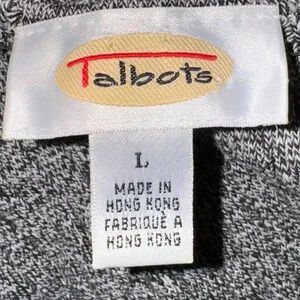 Talbots
L
MADE IN
HONG KONG
FABRIQUÉ A
HONG KONG